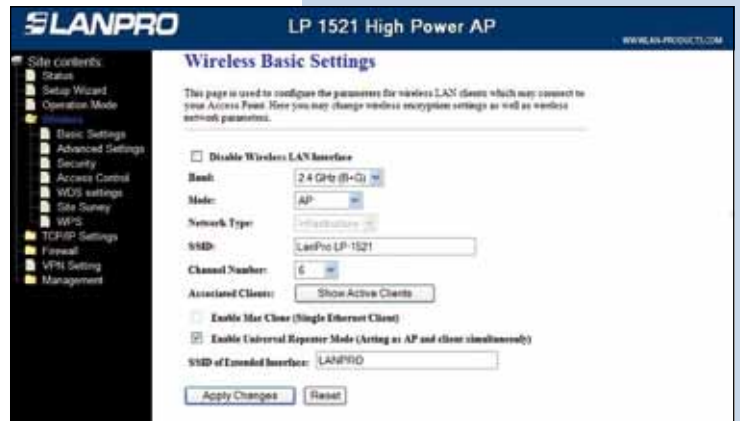 LANPRO
LP 1521 High Power AP
WWW.LAN-PRODUCTS.COM
Site contents:
Status
Setup Wizard
Operation Mode
Wireless
Basic Settings
Advanced Settings
Security
Access Control
WDS settings
Site Survey
WPS
TCP/IP Settings
Firewall
VPN Setting
Management
Wireless Basic Settings
This page is used to configure the parameters for wireless LAN clients which may connect to
your Access Point. Here you may change wireless encryption settings as well as wireless
network parameters.
Disable Wireless LAN Interface
Band: 2.4 GHz (B+G)
Mode: AP
Network Type: Infrastructure
SSID: LanPro LP-1521
Channel Number: 6
Associated Clients: Show Active Clients
Enable Mac Clone (Single Ethernet Client)
Enable Universal Repeater Mode (Acting as AP and client simultaneously)
SSID of Extended Interface: LANPRO
Apply Changes Reset